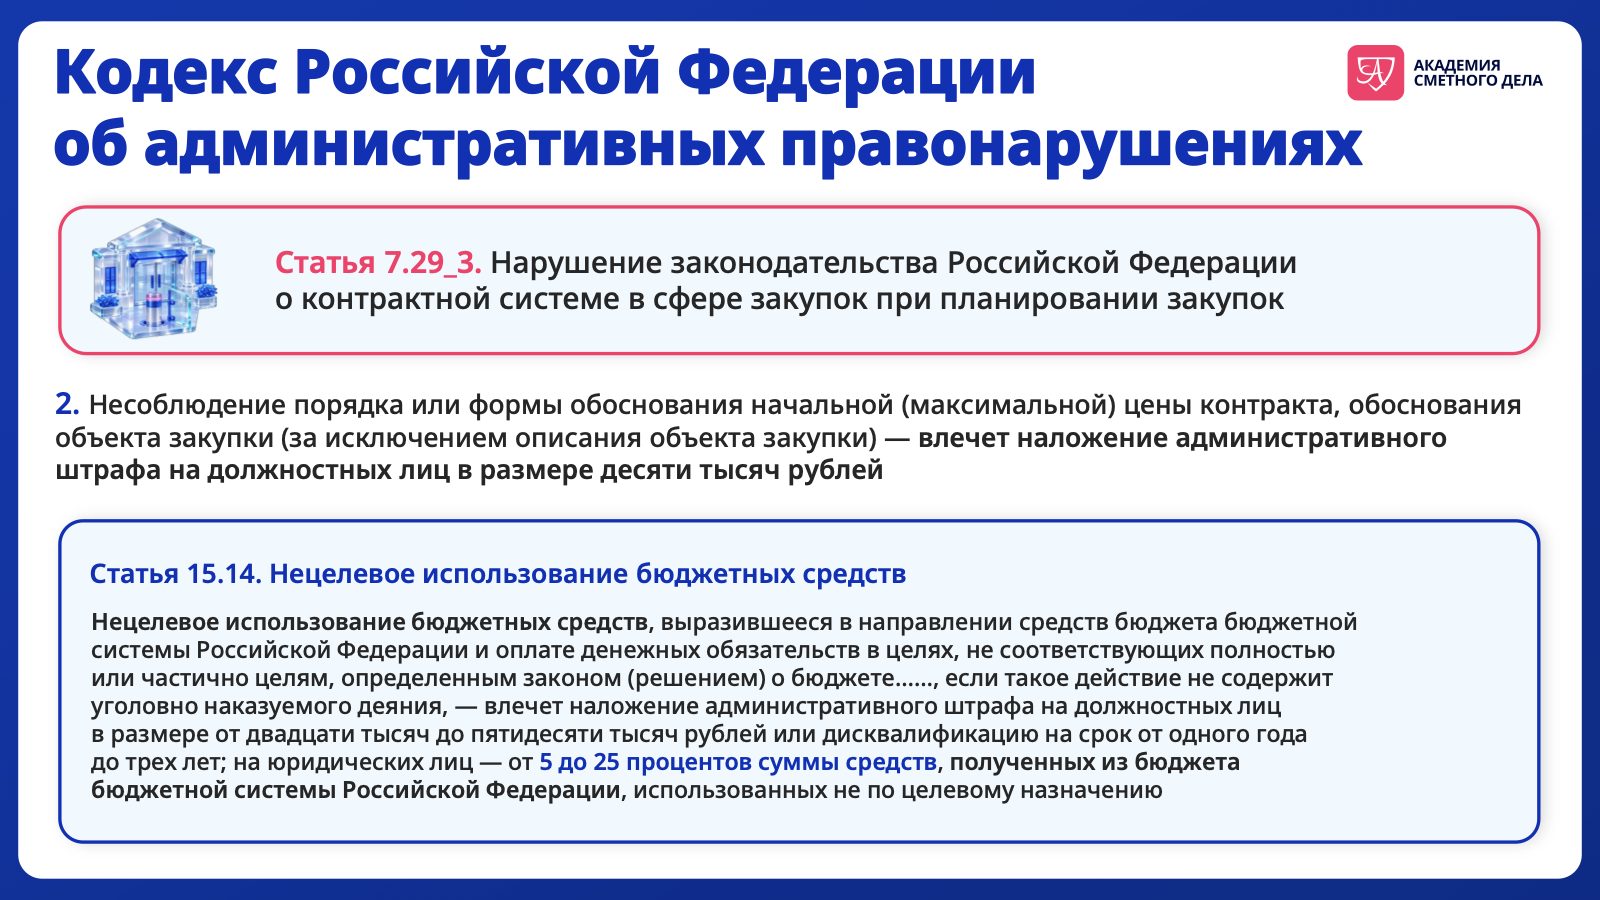 Кодекс Российской Федерации
об административных правонарушениях
АКАДЕМИЯ
СМЕТНОГО ДЕЛА
Статья 7.29_3. Нарушение законодательства Российской Федерации
о контрактной системе в сфере закупок при планировании закупок
2. Несоблюдение порядка или формы обоснования начальной (максимальной) цены контракта, обоснования
объекта закупки (за исключением описания объекта закупки) — влечет наложение административного
штрафа на должностных лиц в размере десяти тысяч рублей
Статья 15.14. Нецелевое использование бюджетных средств
Нецелевое использование бюджетных средств, выразившееся в направлении средств бюджета бюджетной
системы Российской Федерации и оплате денежных обязательств в целях, не соответствующих полностью
или частично целям, определенным законом (решением) о бюджете......, если такое действие не содержит
уголовно наказуемого деяния, — влечет наложение административного штрафа на должностных лиц
в размере от двадцати тысяч до пятидесяти тысяч рублей или дисквалификацию на срок от одного года
до трех лет; на юридических лиц — от 5 до 25 процентов суммы средств, полученных из бюджета
бюджетной системы Российской Федерации, использованных не по целевому назначению